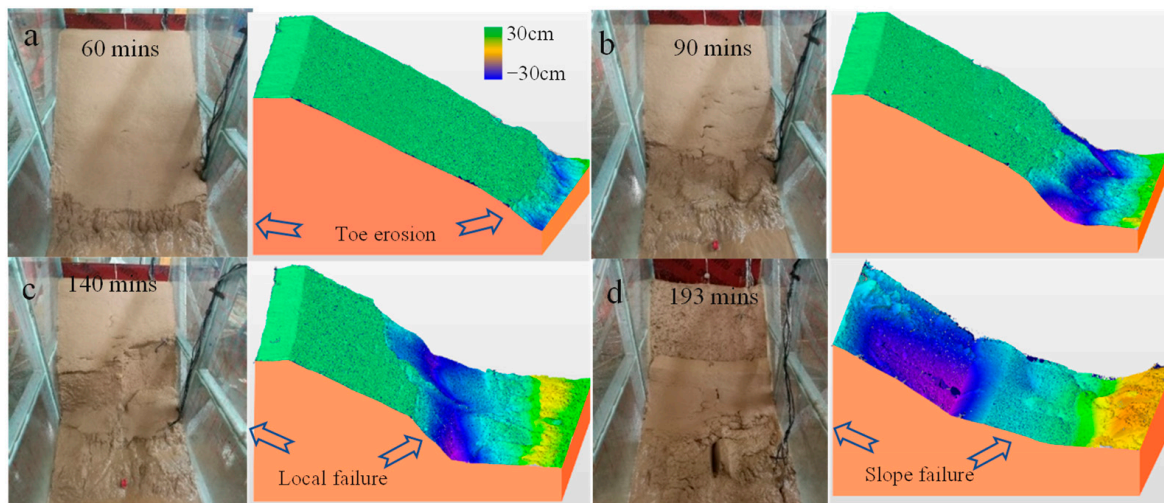 a
60 mins
30cm
−30cm
b
90 mins
Toe erosion
c
140 mins
d
193 mins
Local failure
Slope failure